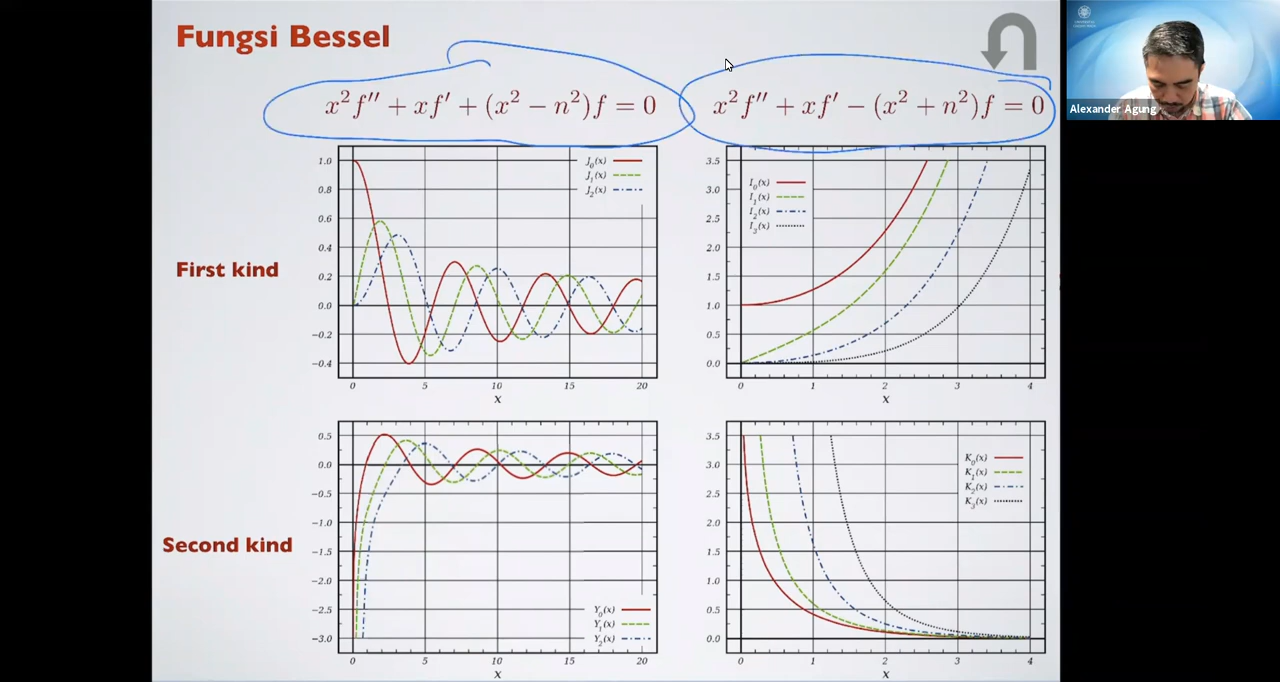 Fungsi Bessel
x²f″ + xf′ + (x² − n²)f = 0
x²f″ + xf′ − (x² + n²)f = 0
Alexander Agung
First kind
J₀(x)
J₁(x)
J₂(x)
1.0
0.8
0.6
0.4
0.2
0.0
−0.2
−0.4
0 5 10 15 20
x
I₀(x)
I₁(x)
I₂(x)
I₃(x)
3.5
3.0
2.5
2.0
1.5
1.0
0.5
0.0
0 1 2 3 4
x
Second kind
0.5
0.0
−0.5
−1.0
−1.5
−2.0
−2.5
−3.0
Y₀(x)
Y₁(x)
Y₂(x)
0 5 10 15 20
x
3.5
3.0
2.5
2.0
1.5
1.0
0.5
0.0
K₀(x)
K₁(x)
K₂(x)
K₃(x)
0 1 2 3 4
x